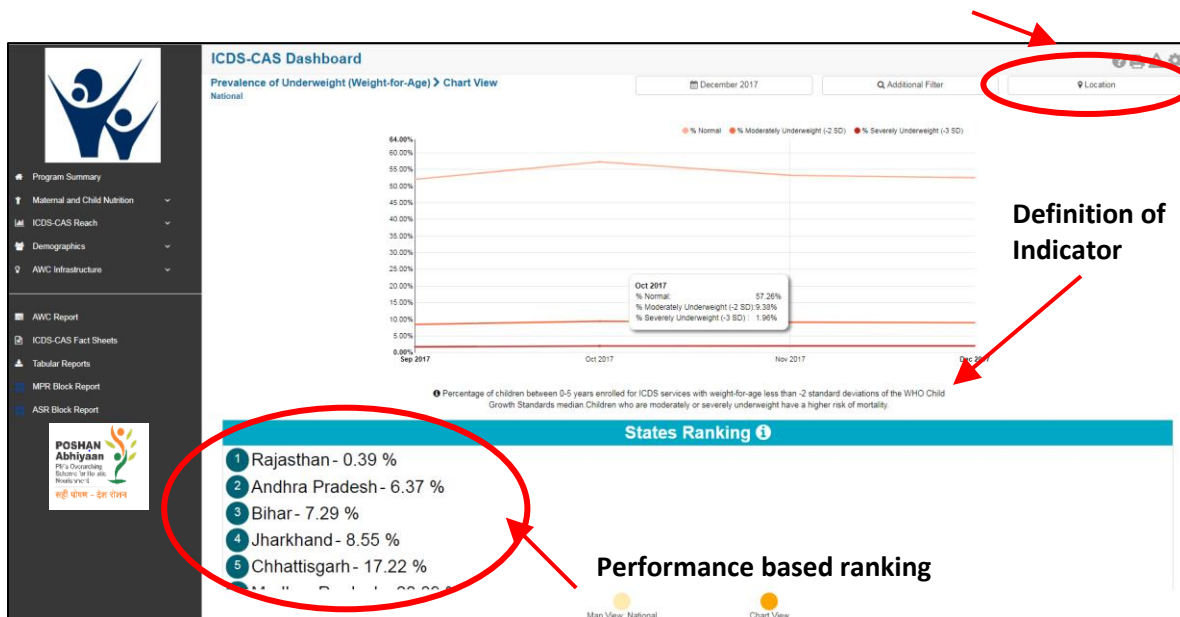 ICDS-CAS Dashboard
Prevalence of Underweight (Weight-for-Age) > Chart View
National
December 2017
Additional Filter
Location
Program Summary
Maternal and Child Nutrition
ICDS-CAS Reach
Demographics
AWC Infrastructure
AWC Report
ICDS-CAS Fact Sheets
Tabular Reports
MPR Block Report
ASR Block Report
POSHAN
Abhiyaan
PM's Overarching
Scheme for Holistic
Nourishment
सही पोषण - देश रोशन
% Normal % Moderately Underweight (-2 SD) % Severely Underweight (-3 SD)
64.00%
60.00%
55.00%
50.00%
45.00%
40.00%
35.00%
30.00%
25.00%
20.00%
15.00%
10.00%
5.00%
0.00%
Sep 2017 Oct 2017 Nov 2017 Dec 2017
Oct 2017
% Normal: 57.26%
% Moderately Underweight (-2 SD): 9.38%
% Severely Underweight (-3 SD) : 1.96%
Definition of
Indicator
Percentage of children between 0-5 years enrolled for ICDS services with weight-for-age less than -2 standard deviations of the WHO Child
Growth Standards median.Children who are moderately or severely underweight have a higher risk of mortality.
States Ranking
1 Rajasthan - 0.39 %
2 Andhra Pradesh - 6.37 %
3 Bihar - 7.29 %
4 Jharkhand - 8.55 %
5 Chhattisgarh - 17.22 %
Performance based ranking
Map View: National
Chart View